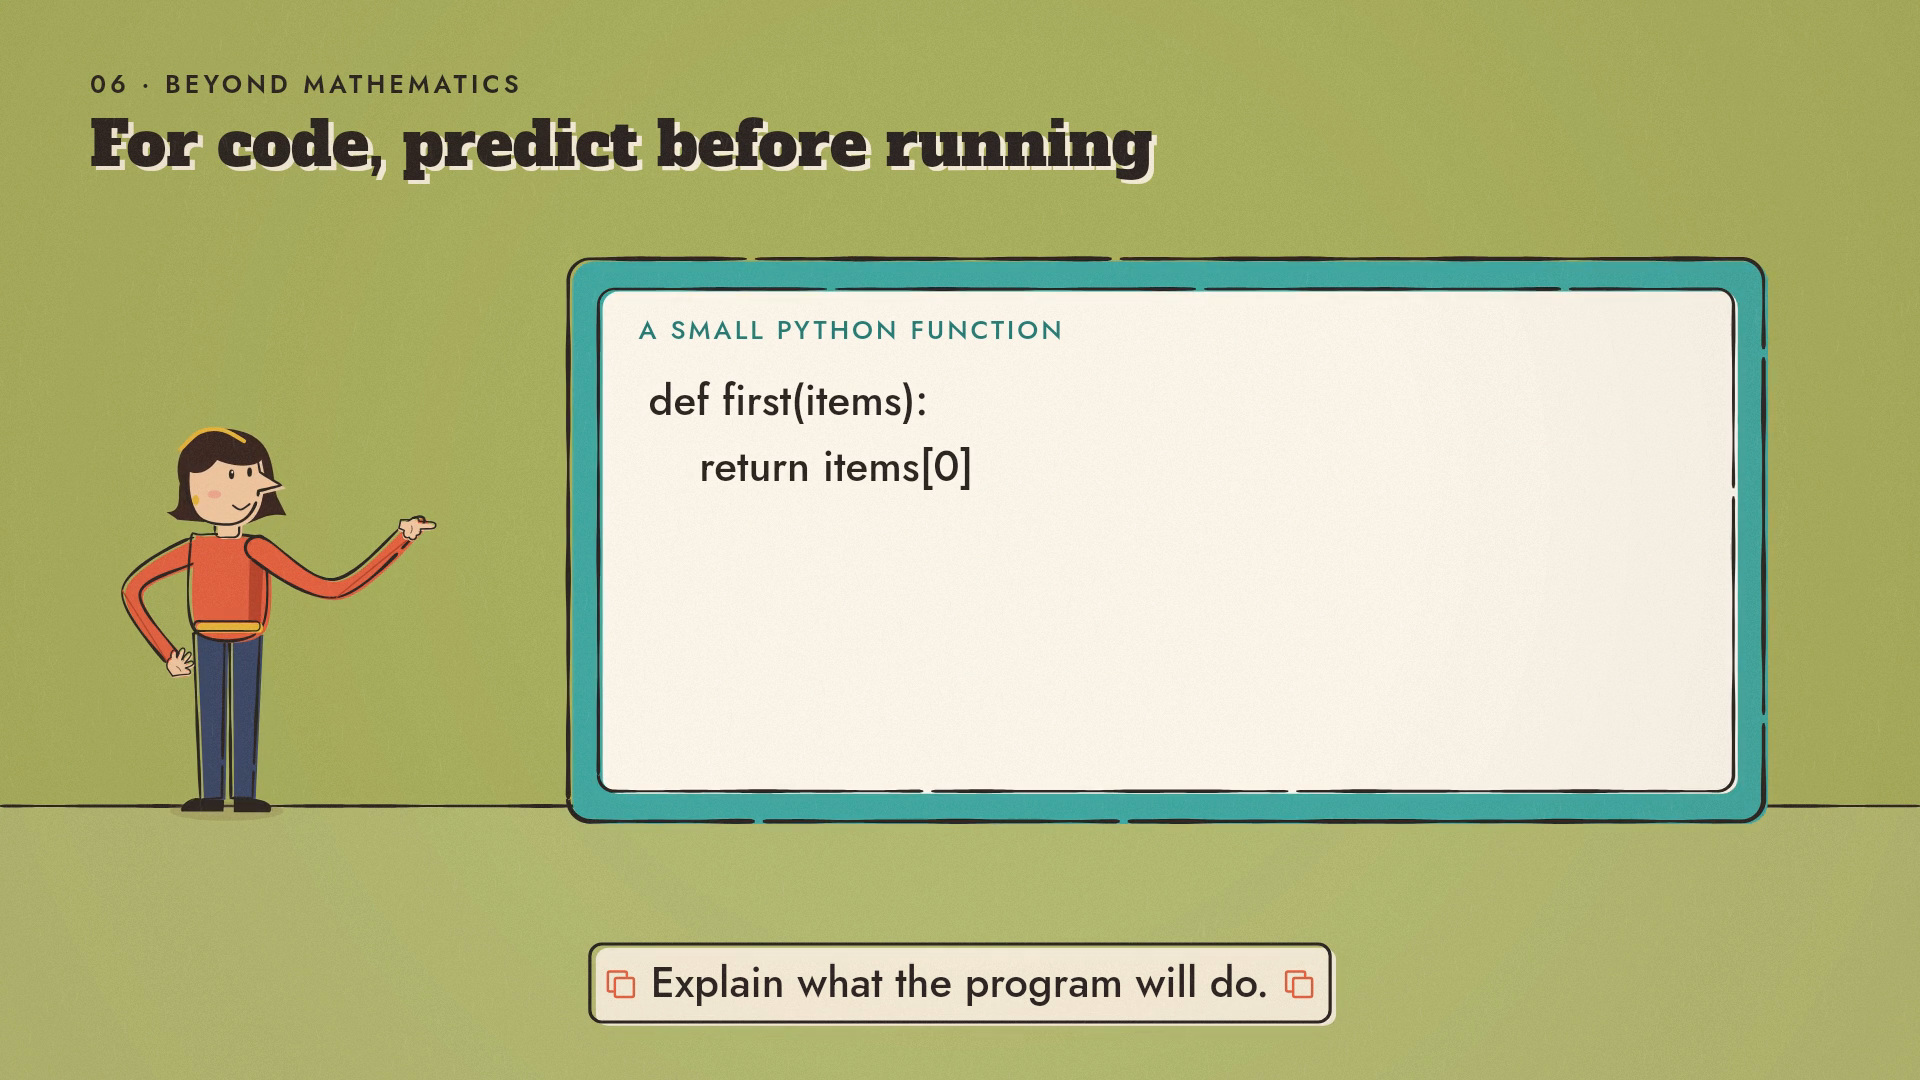 06 · BEYOND MATHEMATICS
For code, predict before running
A SMALL PYTHON FUNCTION
def first(items):
    return items[0]
Explain what the program will do.